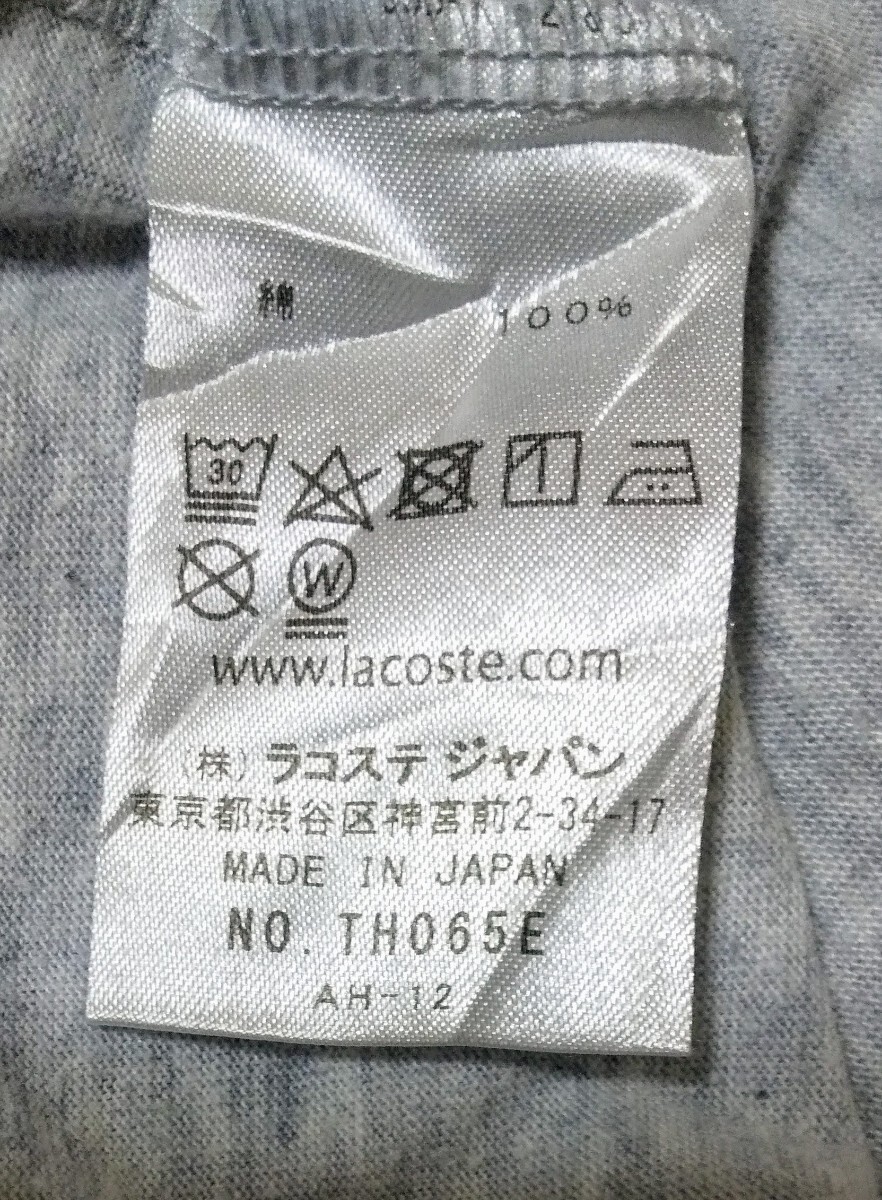 綿 100%
30
W
www.lacoste.com
(株) ラコステ ジャパン
東京都渋谷区神宮前2-34-17
MADE IN JAPAN
NO. TH065E
AH-12